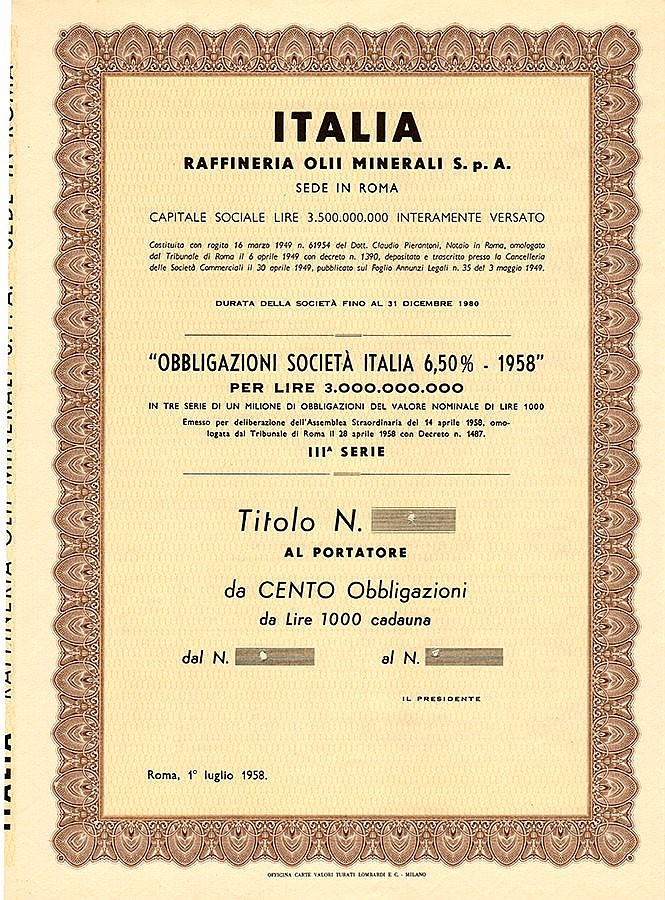 ITALIA
RAFFINERIA OLII MINERALI S. p. A.
SEDE IN ROMA
CAPITALE SOCIALE LIRE 3.500.000.000 INTERAMENTE VERSATO
Costituita con rogito 16 marzo 1949 n. 61954 del Dott. Claudio Pierantoni, Notaio in Roma, omologato
dal Tribunale di Roma il 6 aprile 1949 con decreto n. 1390, depositato e trascritto presso la Cancelleria
delle Società Commerciali il 30 aprile 1949, pubblicato sul Foglio Annunzi Legali n. 35 del 3 maggio 1949.
DURATA DELLA SOCIETÀ FINO AL 31 DICEMBRE 1980
"OBBLIGAZIONI SOCIETÀ ITALIA 6,50% - 1958"
PER LIRE 3.000.000.000
IN TRE SERIE DI UN MILIONE DI OBBLIGAZIONI DEL VALORE NOMINALE DI LIRE 1000
Emesso per deliberazione dell'Assemblea Straordinaria del 14 aprile 1958, omo-
logata dal Tribunale di Roma il 28 aprile 1958 con Decreto n. 1487.
IIIA SERIE
Titolo N.
AL PORTATORE
da CENTO Obbligazioni
da Lire 1000 cadauna
dal N. al N.
IL PRESIDENTE
Roma, 1° luglio 1958.
OFFICINA CARTE VALORI TURATI LOMBARDI E C. - MILANO
ITALIA RAFFINERIA OLII MINERALI S. p. A. SEDE IN ROMA